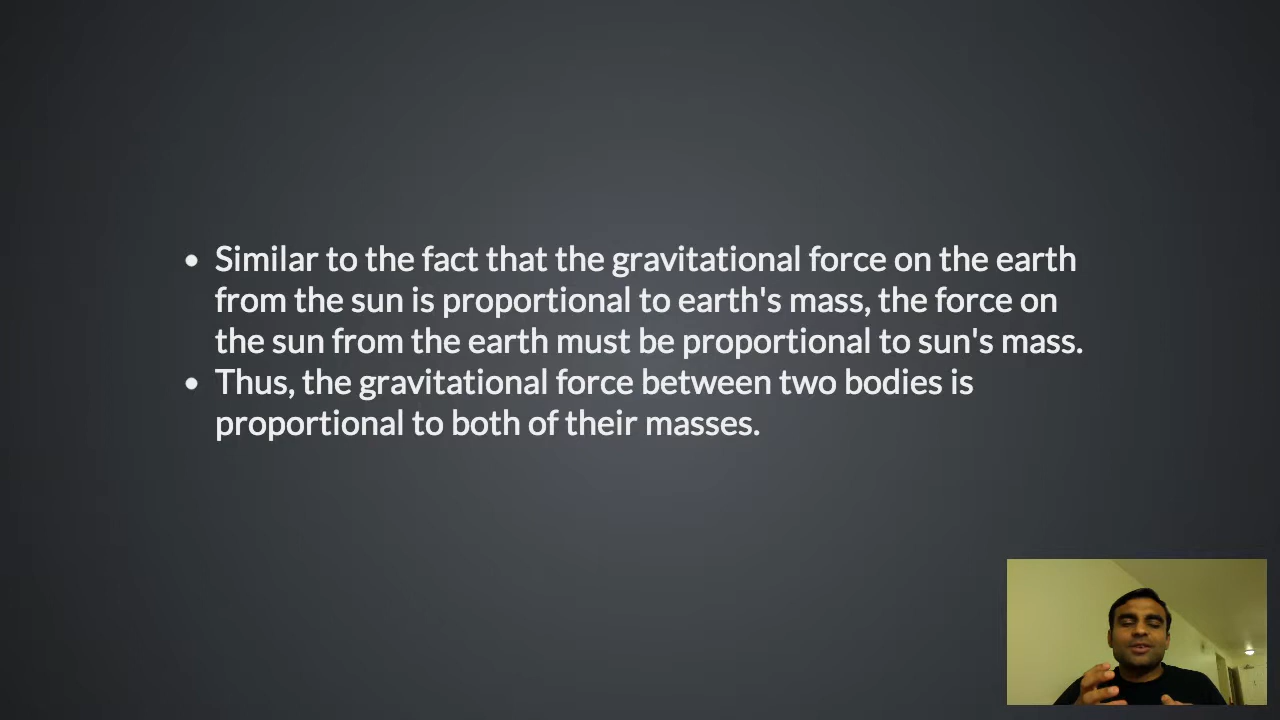 • Similar to the fact that the gravitational force on the earth
from the sun is proportional to earth's mass, the force on
the sun from the earth must be proportional to sun's mass.
• Thus, the gravitational force between two bodies is
proportional to both of their masses.